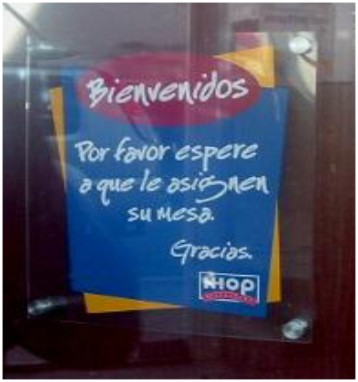 Bienvenidos
Por favor espere
a que le asignen
su mesa.
Gracias.
IHOP